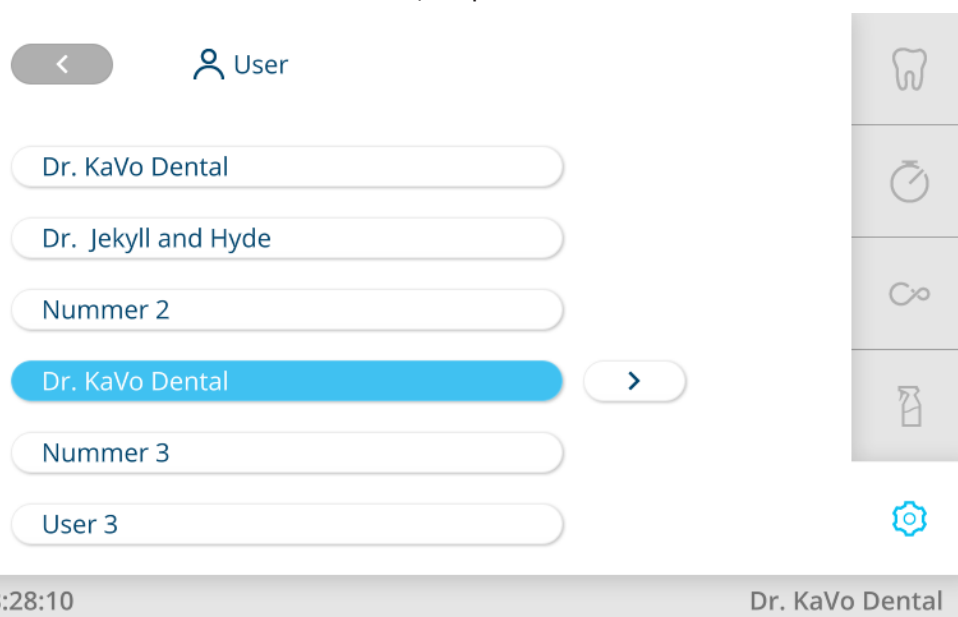 User
Dr. KaVo Dental
Dr. Jekyll and Hyde
Nummer 2
Dr. KaVo Dental
Nummer 3
User 3
:28:10
Dr. KaVo Dental